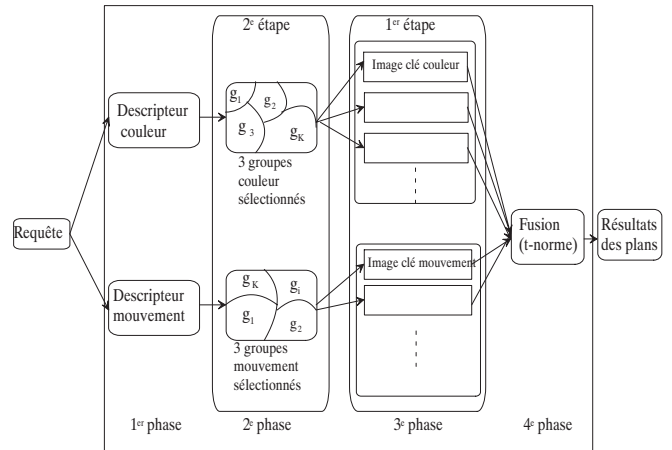 2e étape
1er étape
Image clé couleur
g1
g2
g3
gK
Descripteur
couleur
3 groupes
couleur
sélectionnés
Requête
Fusion
(t-norme)
Résultats
des plans
Descripteur
mouvement
gK
gi
g1
g2
Image clé mouvement
3 groupes
mouvement
sélectionnés
1er phase
2e phase
3e phase
4e phase